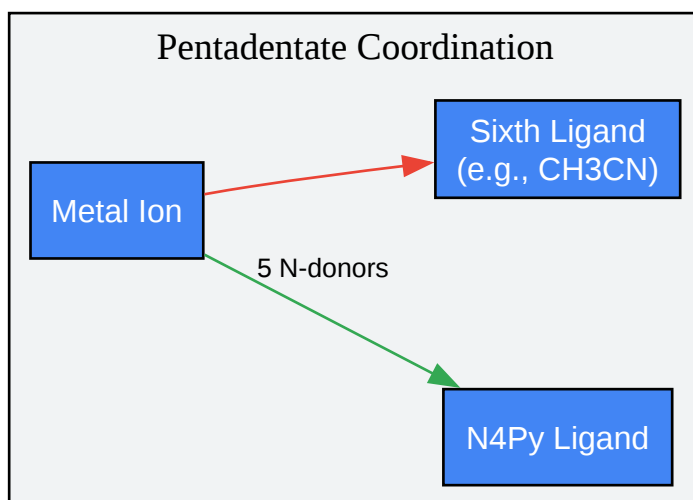 Pentadentate Coordination
Sixth Ligand
(e.g., CH3CN)
Metal Ion
5 N-donors
N4Py Ligand